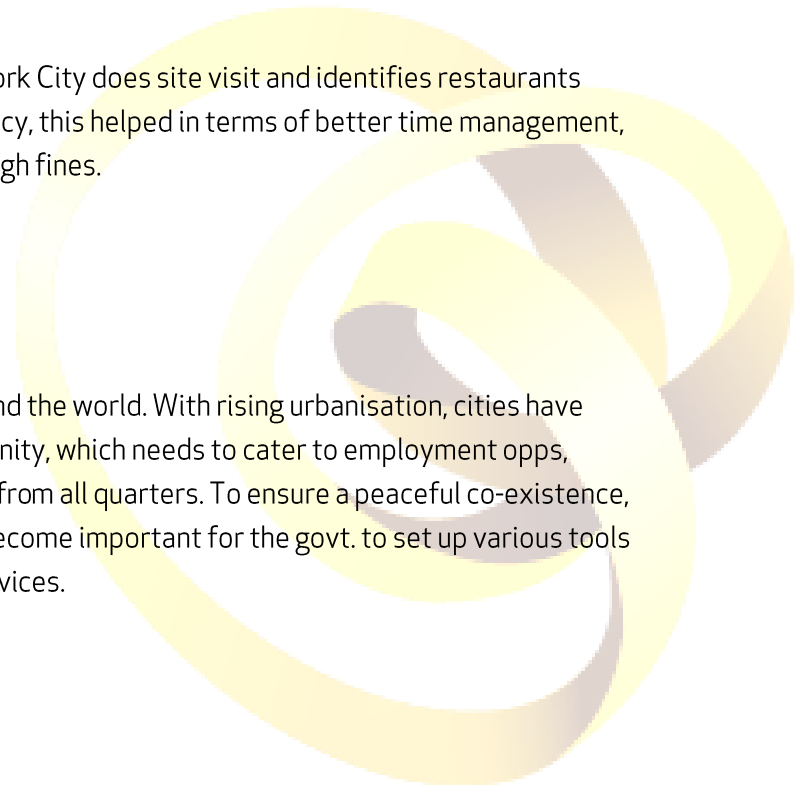 ork City does site visit and identifies restaurants
cy, this helped in terms of better time management,
gh fines.
nd the world. With rising urbanisation, cities have
nity, which needs to cater to employment opps,
from all quarters. To ensure a peaceful co-existence,
ecome important for the govt. to set up various tools
vices.